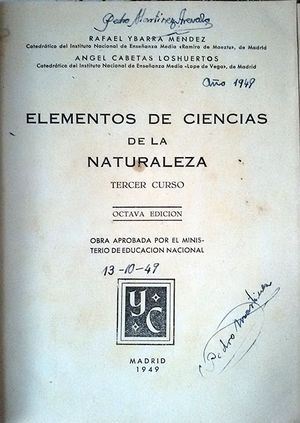 Pedro Martinez Arevalo
RAFAEL YBARRA MENDEZ
Catedrático del Instituto Nacional de Enseñanza Media «Ramiro de Maeztu», de Madrid
ANGEL CABETAS LOSHUERTOS
Catedrático del Instituto Nacional de Enseñanza Media «Lope de Vega», de Madrid
Año 1949
ELEMENTOS DE CIENCIAS
DE LA
NATURALEZA
TERCER CURSO
OCTAVA EDICION
OBRA APROBADA POR EL MINIS-
TERIO DE EDUCACION NACIONAL
13-10-49
Y C
Pedro Martinez
MADRID
1949